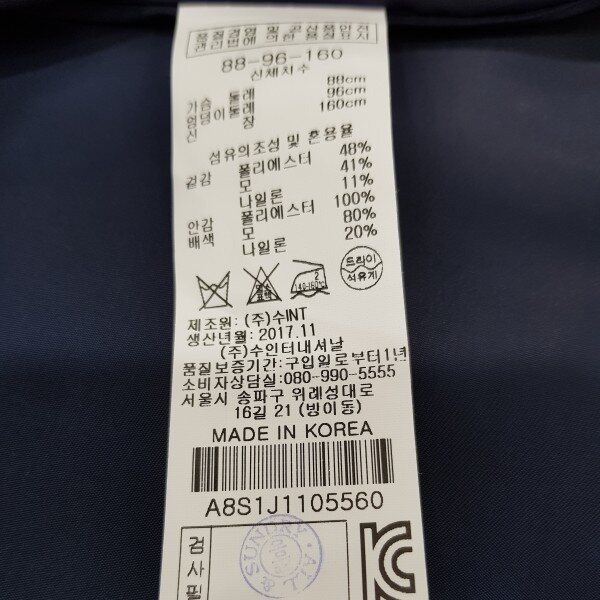 품질경영 및 공산품안전
관리법에 의한 품질표시
88-96-160
신체치수
가슴 둘레 88cm
엉덩이둘레 96cm
신 장 160cm
섬유의조성 및 혼용율
겉감 폴리에스터 48%
모 41%
나일론 11%
안감 폴리에스터 100%
배색 모 80%
나일론 20%
드라이
석유계
2
140-160℃
제조원: (주)수INT
생산년월: 2017.11
(주)수인터내셔날
품질보증기간: 구입일로부터1년
소비자상담실:080-990-5555
서울시 송파구 위례성대로
16길 21 (방이동)
MADE IN KOREA
A8S1J1105560
검
사
필
SUNDRY